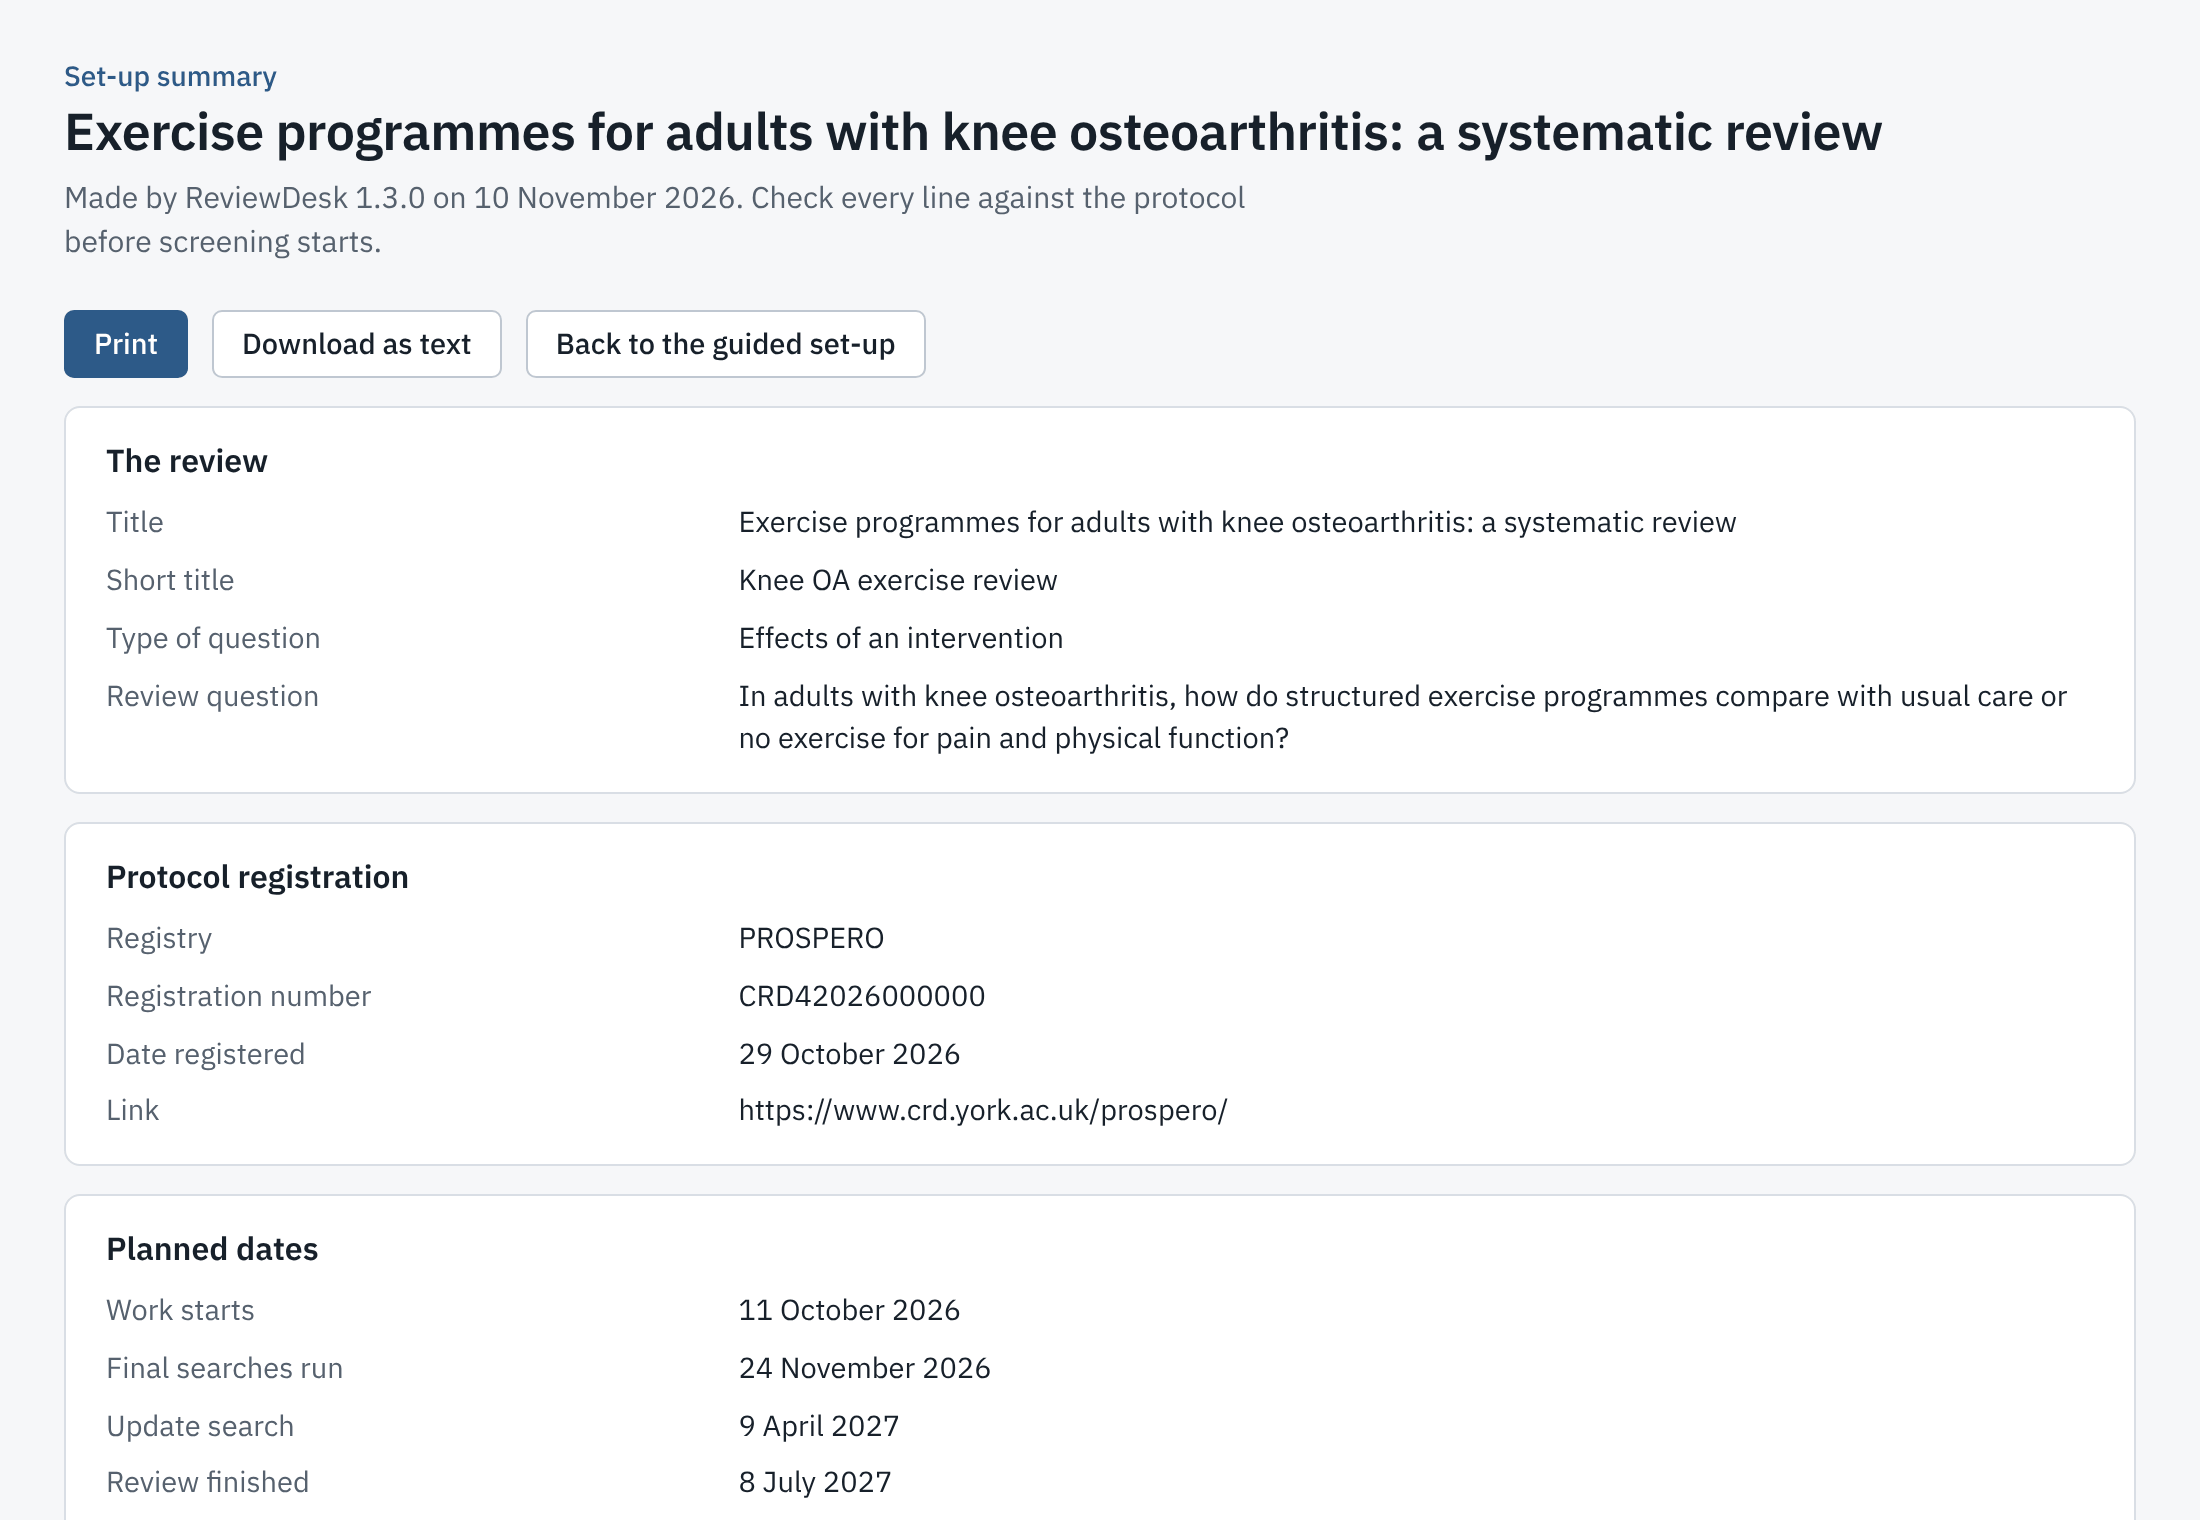 Set-up summary
Exercise programmes for adults with knee osteoarthritis: a systematic review
Made by ReviewDesk 1.3.0 on 10 November 2026. Check every line against the protocol
before screening starts.
Print
Download as text
Back to the guided set-up
The review
Title
Exercise programmes for adults with knee osteoarthritis: a systematic review
Short title
Knee OA exercise review
Type of question
Effects of an intervention
Review question
In adults with knee osteoarthritis, how do structured exercise programmes compare with usual care or
no exercise for pain and physical function?
Protocol registration
Registry
PROSPERO
Registration number
CRD42026000000
Date registered
29 October 2026
Link
https://www.crd.york.ac.uk/prospero/
Planned dates
Work starts
11 October 2026
Final searches run
24 November 2026
Update search
9 April 2027
Review finished
8 July 2027